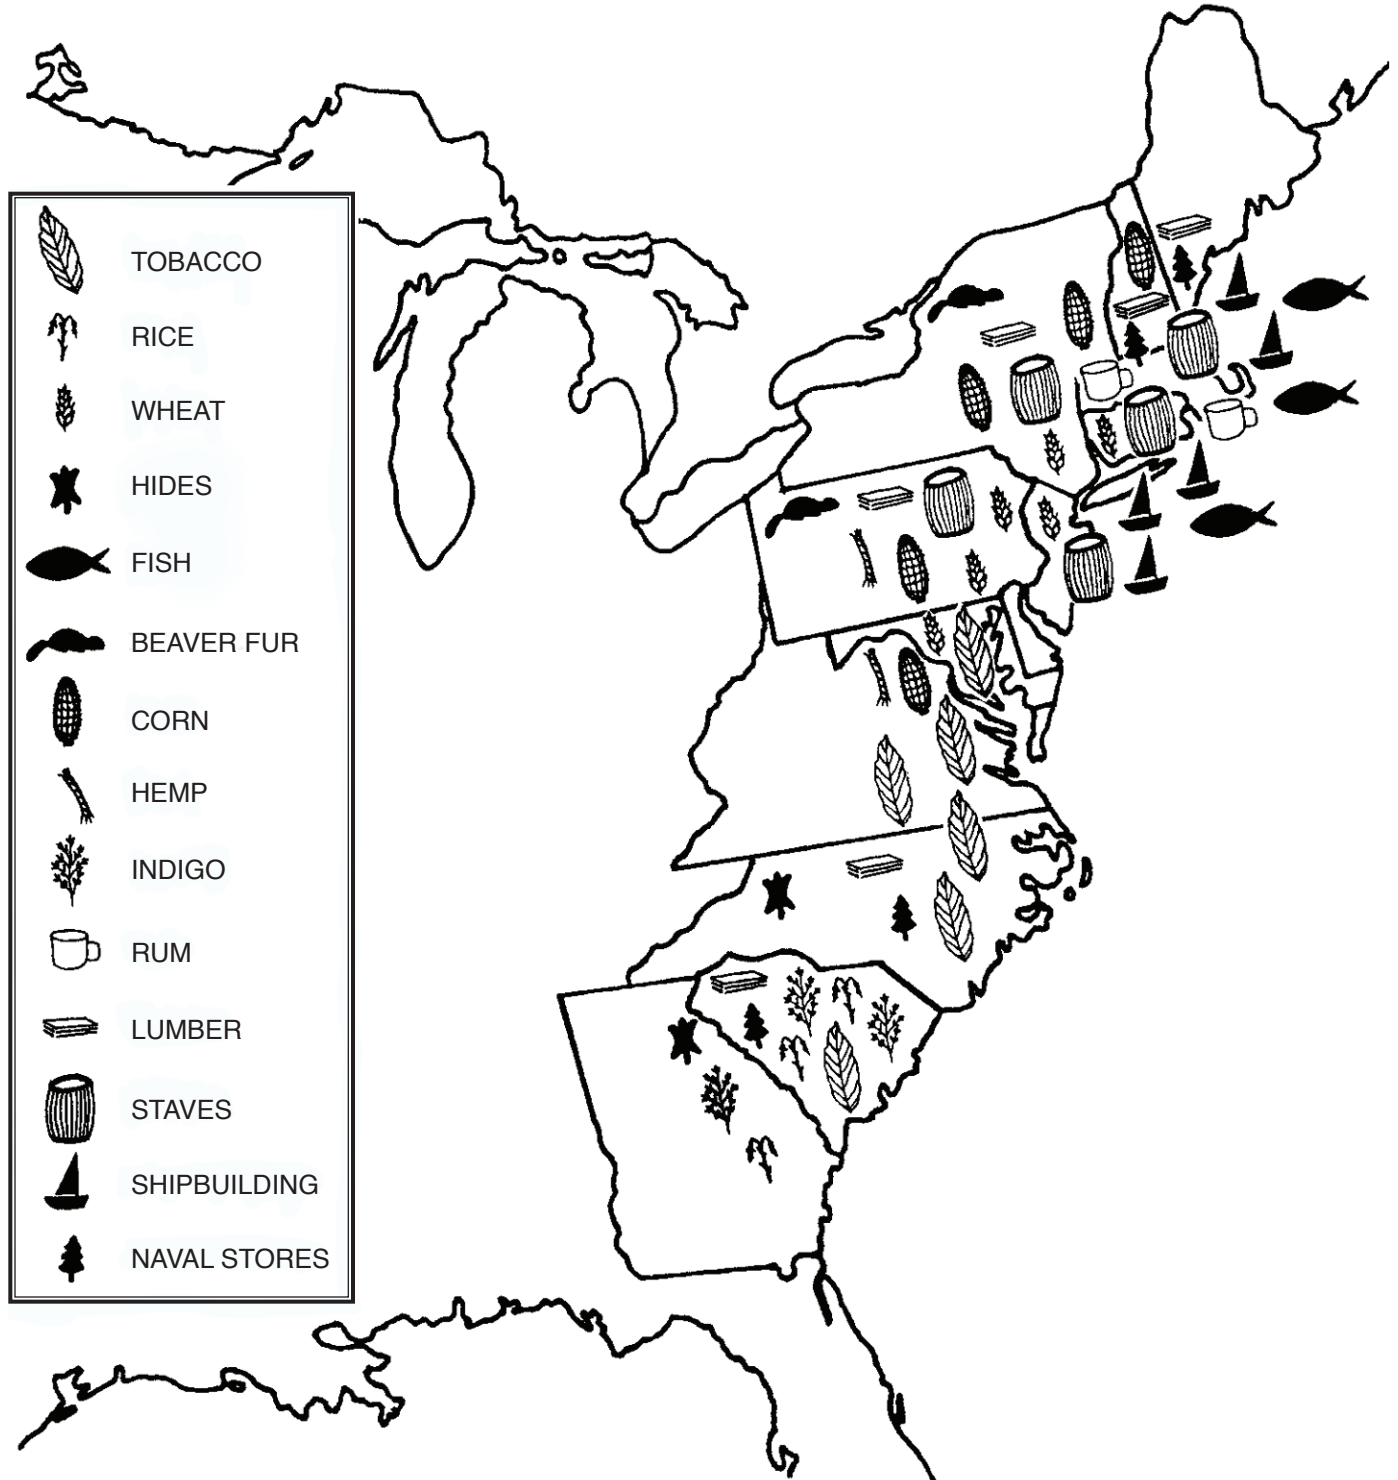 TOBACCO
RICE
WHEAT
HIDES
FISH
BEAVER FUR
CORN
HEMP
INDIGO
RUM
LUMBER
STAVES
SHIPBUILDING
NAVAL STORES